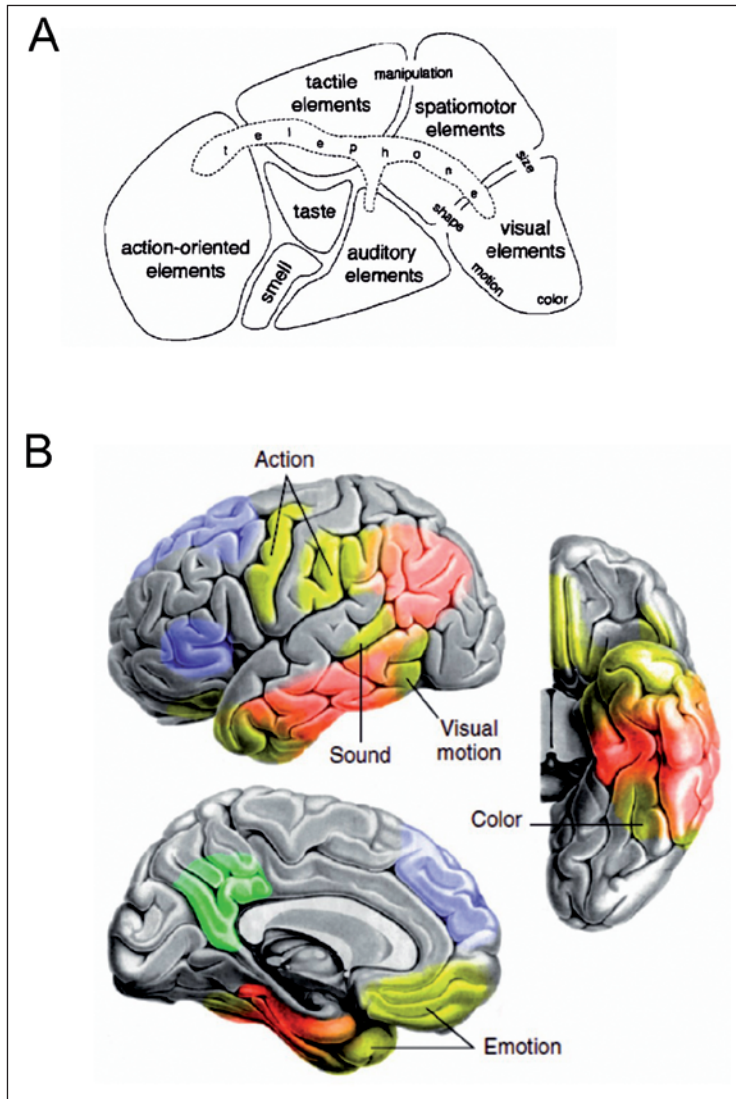 A
tactile
elements
manipulation
spatiomotor
elements
telephone
size
taste
shape
visual
elements
action-oriented
elements
auditory
elements
smell
motion
color
B
Action
Sound
Visual
motion
Color
Emotion